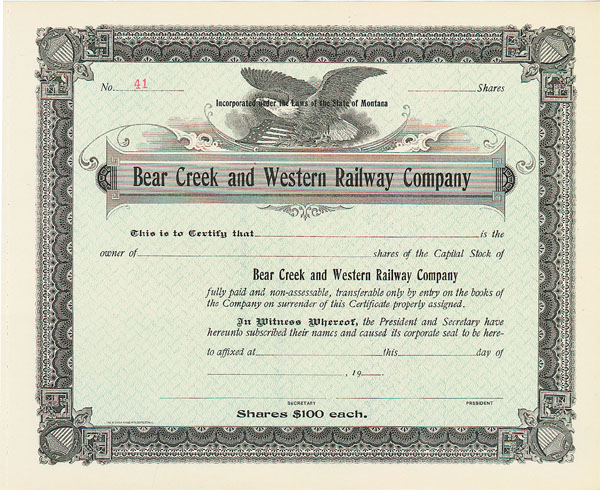 No. 41 Shares
Incorporated under the Laws of the State of Montana
Bear Creek and Western Railway Company
This is to Certify that is the
owner of shares of the Capital Stock of
Bear Creek and Western Railway Company
fully paid and non-assessable, transferable only by entry on the books of
the Company on surrender of this Certificate properly assigned.
In Witness Whereof, the President and Secretary have
hereunto subscribed their names and caused its corporate seal to be here-
to affixed at this day of
, 19
SECRETARY PRESIDENT
Shares $100 each.